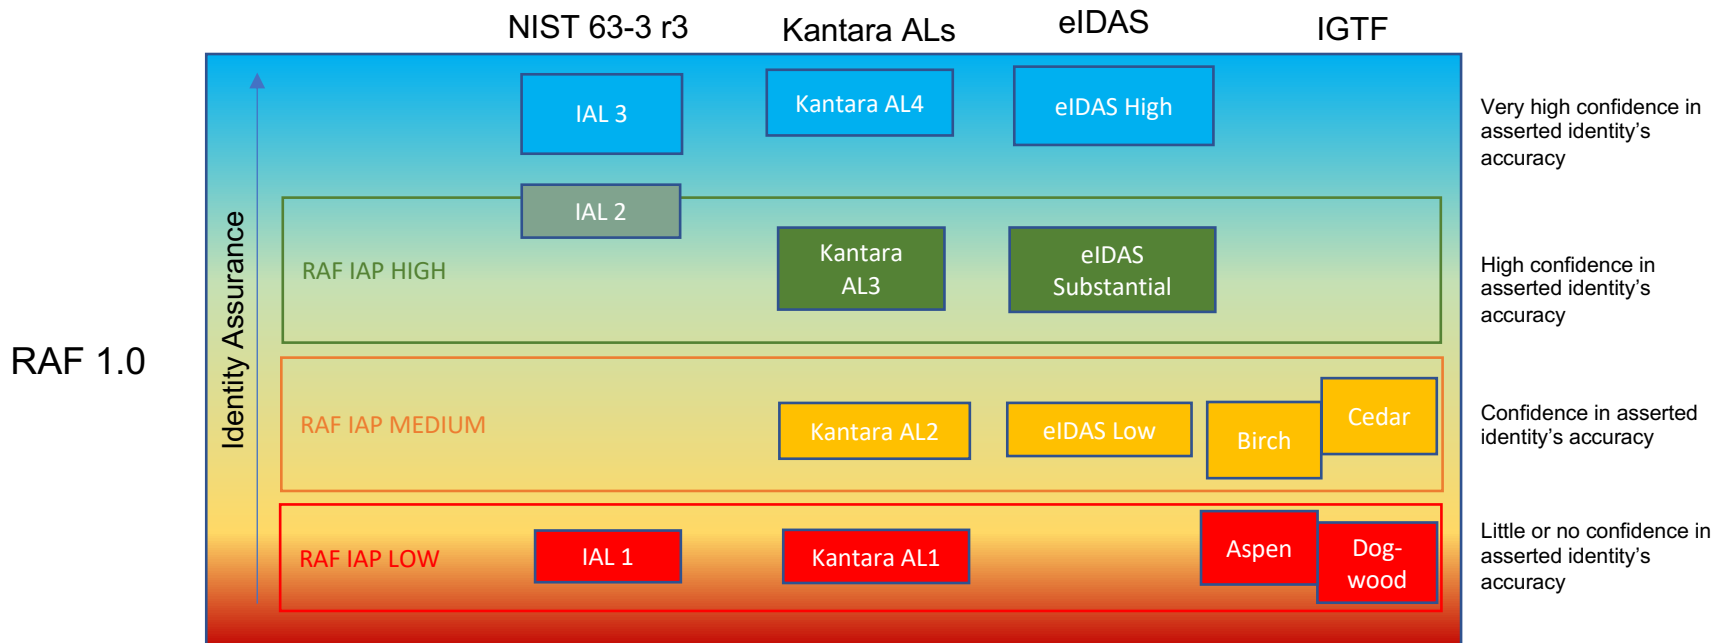 NIST 63-3 r3
Kantara ALs
eIDAS
IGTF
IAL 3
Kantara AL4
eIDAS High
Very high confidence in
asserted identity’s
accuracy
Identity Assurance
IAL 2
RAF IAP HIGH
Kantara
AL3
eIDAS
Substantial
High confidence in
asserted identity’s
accuracy
RAF 1.0
RAF IAP MEDIUM
Kantara AL2
eIDAS Low
Birch
Cedar
Confidence in asserted
identity’s accuracy
RAF IAP LOW
IAL 1
Kantara AL1
Aspen
Dog-
wood
Little or no confidence in
asserted identity’s
accuracy